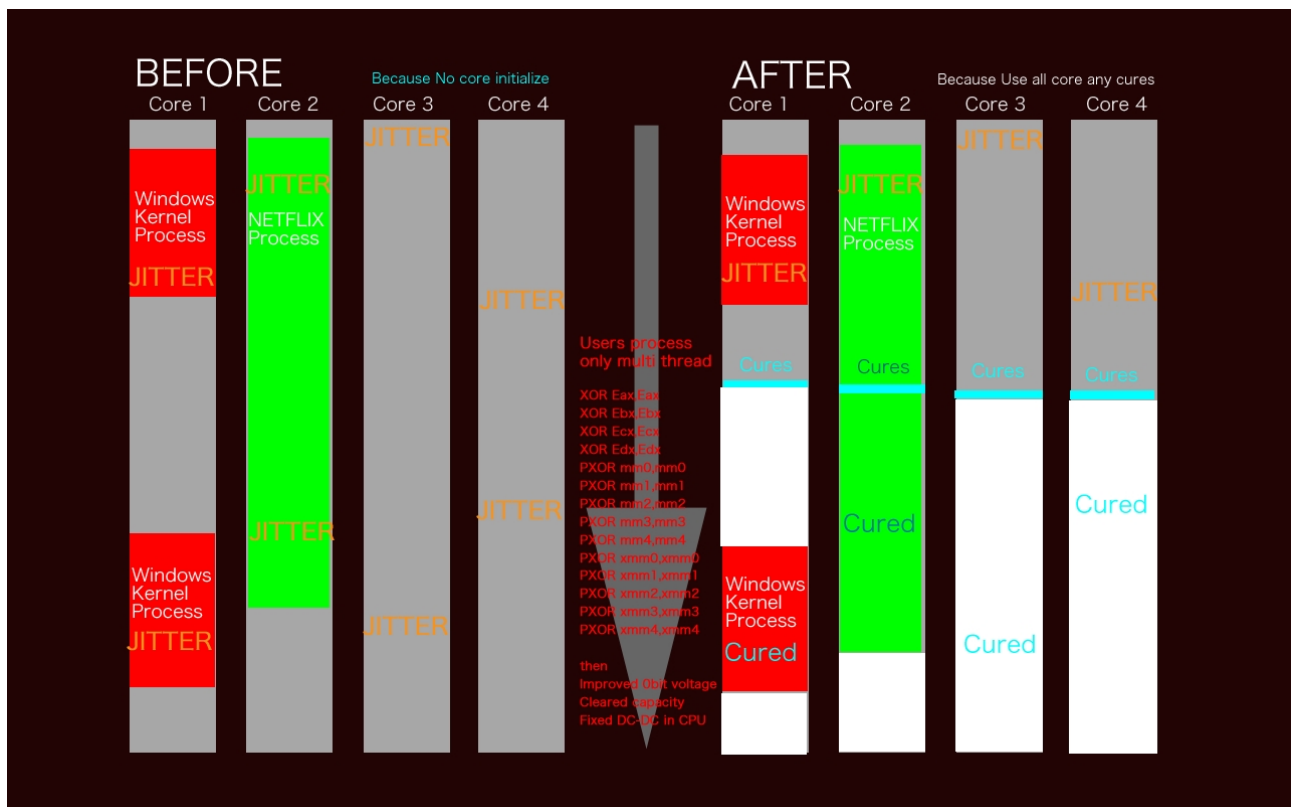 BEFORE
Because No core initialize
Core 1
Core 2
Core 3
Core 4
Windows
Kernel
Process
JITTER
Windows
Kernel
Process
JITTER
JITTER
NETFLIX
Process
JITTER
JITTER
JITTER
JITTER
JITTER
Users process
only multi thread
XOR Eax,Eax
XOR Ebx,Ebx
XOR Ecx,Ecx
XOR Edx,Edx
PXOR mm0,mm0
PXOR mm1,mm1
PXOR mm2,mm2
PXOR mm3,mm3
PXOR mm4,mm4
PXOR xmm0,xmm0
PXOR xmm1,xmm1
PXOR xmm2,xmm2
PXOR xmm3,xmm3
PXOR xmm4,xmm4
then
Improved 0bit voltage
Cleared capacity
Fixed DC-DC in CPU
AFTER
Because Use all core any cures
Core 1
Core 2
Core 3
Core 4
Windows
Kernel
Process
JITTER
Cures
Windows
Kernel
Process
Cured
JITTER
NETFLIX
Process
Cures
Cured
JITTER
Cures
Cured
JITTER
Cures
Cured